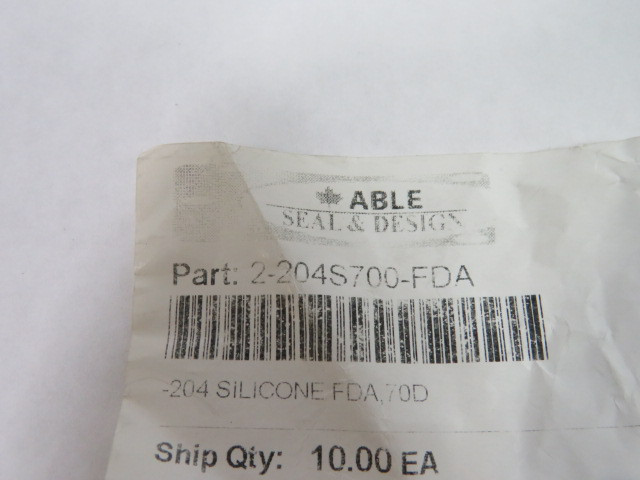 ABLE
SEAL & DESIGN
Part: 2-204S700-FDA
-204 SILICONE FDA,70D
Ship Qty: 10.00 EA